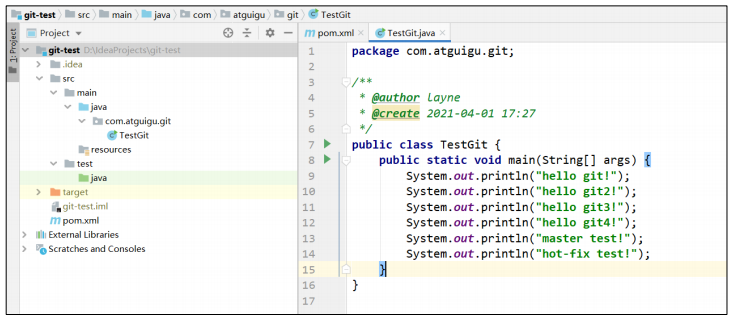 git-test src main java com atguigu git TestGit
1: Project
Project
git-test D:\IdeaProjects\git-test
.idea
src
main
java
com.atguigu.git
TestGit
resources
test
java
target
git-test.iml
pom.xml
External Libraries
Scratches and Consoles
pom.xml TestGit.java
1 package com.atguigu.git;
2
3 /**
4 * @author layne
5 * @create 2021-04-01 17:27
6 */
7 public class TestGit {
8 public static void main(String[] args) {
9 System.out.println("hello git!");
10 System.out.println("hello git2!");
11 System.out.println("hello git3!");
12 System.out.println("hello git4!");
13 System.out.println("master test!");
14 System.out.println("hot-fix test!");
15 }
16 }
17